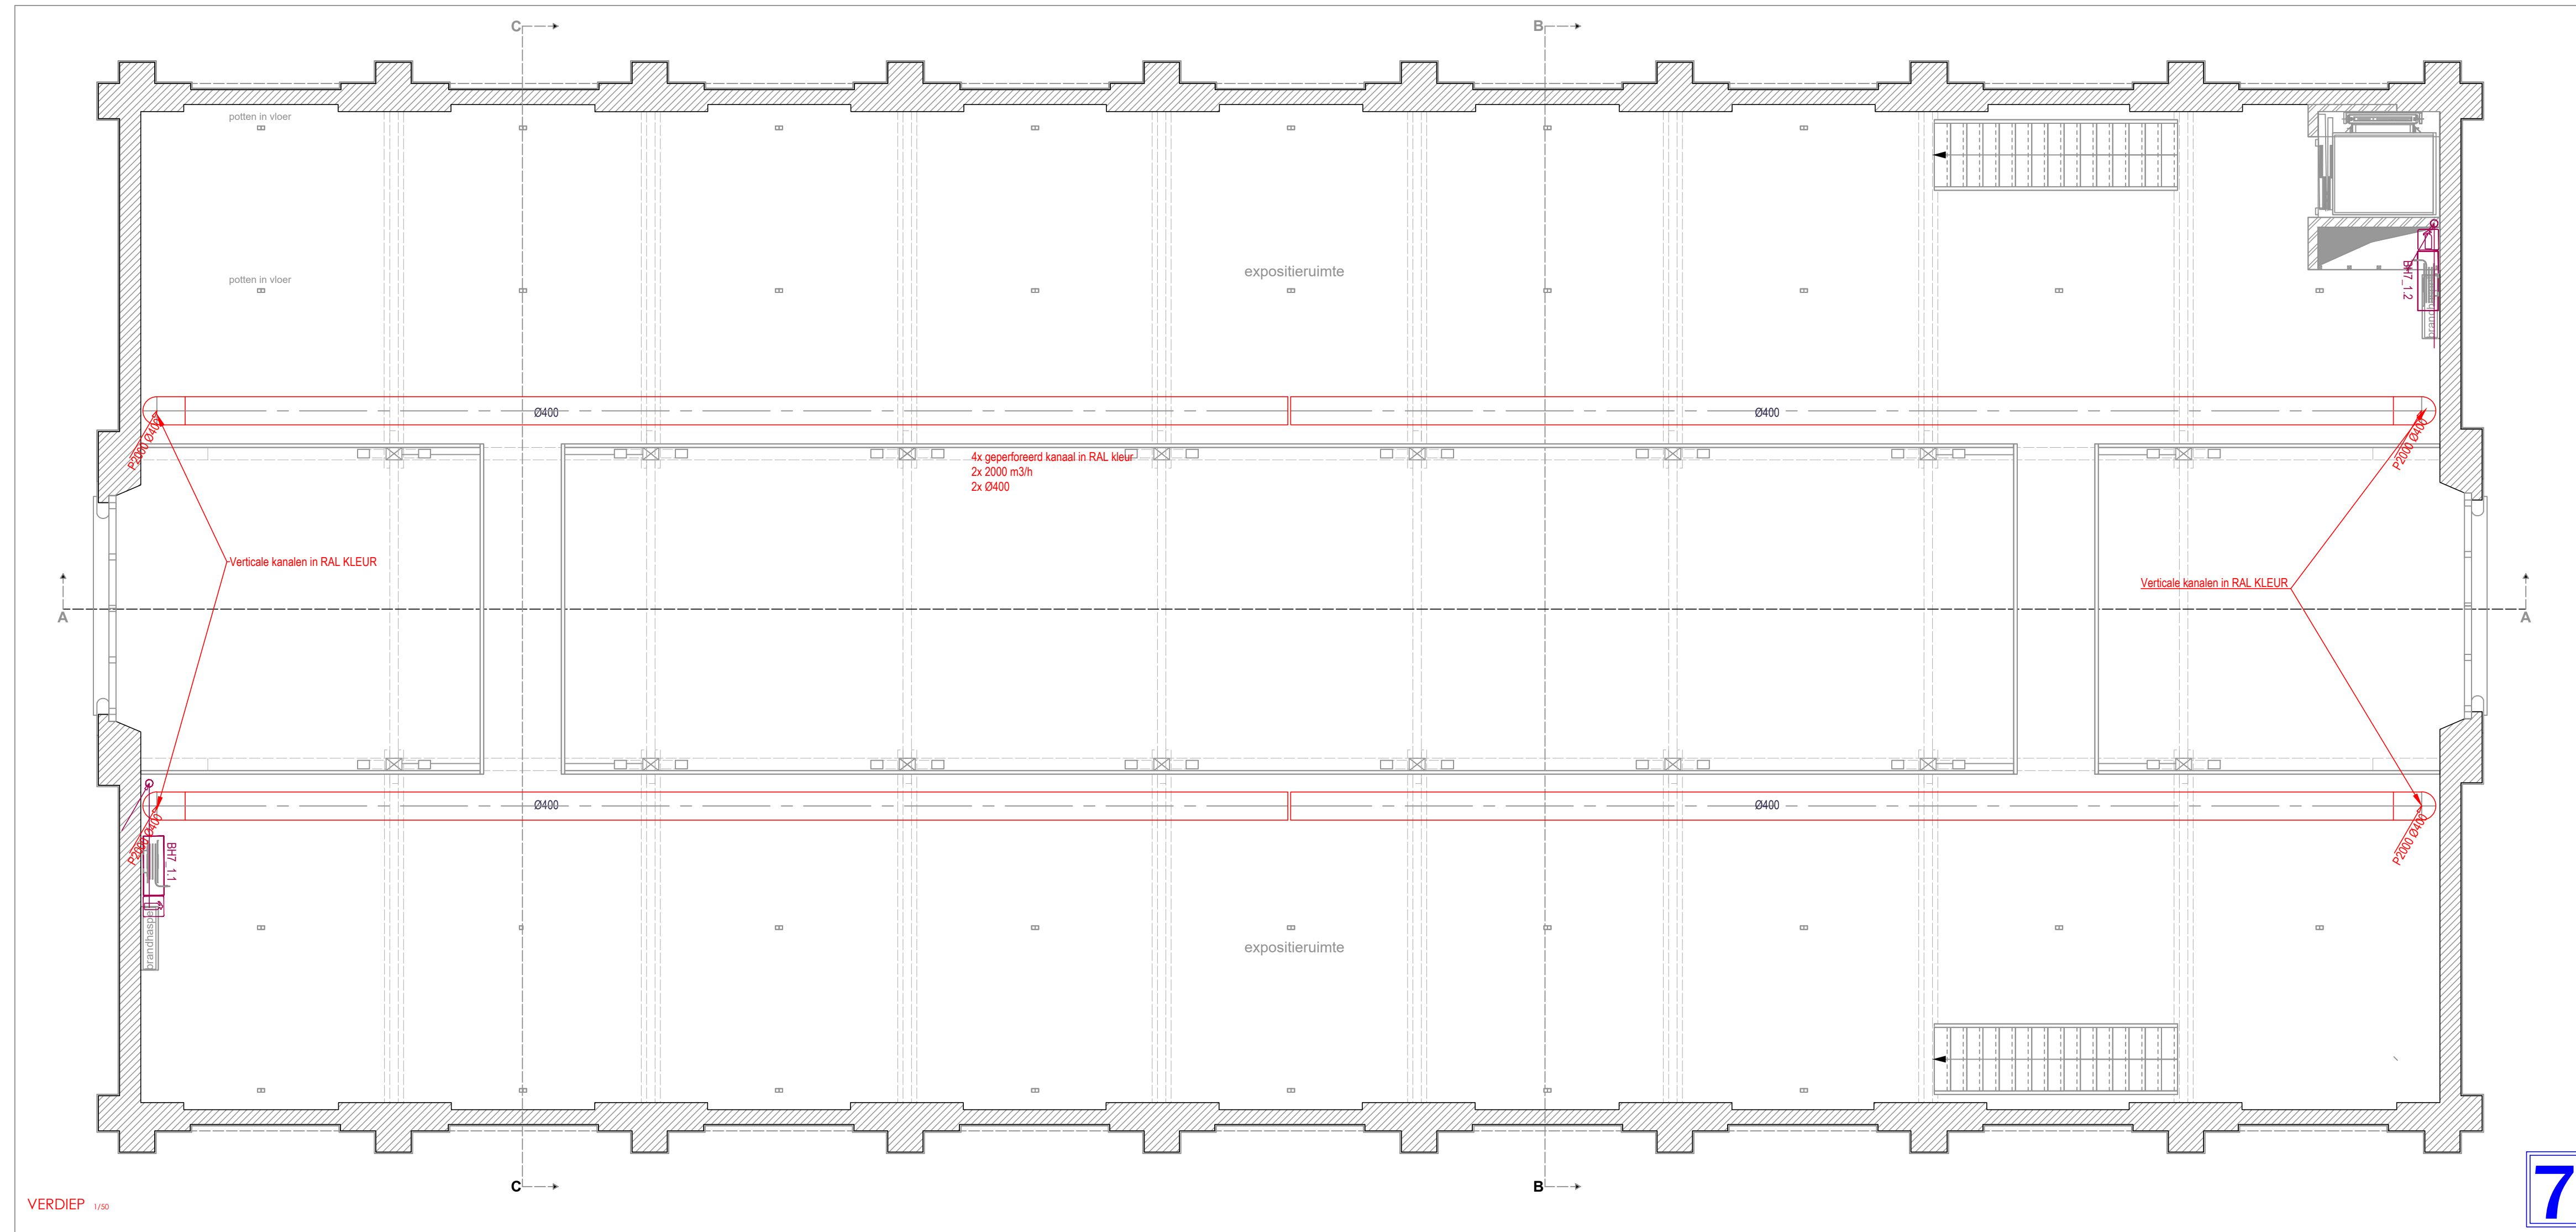 C
B
potten in vloer
potten in vloer
expositieruimte
BH7_1.2
Ø400
Ø400
P2000 Ø400
P2000 Ø400
4x geperforeerd kanaal in RAL kleur
2x 2000 m3/h
2x Ø400
Verticale kanalen in RAL KLEUR
Verticale kanalen in RAL KLEUR
A
A
Ø400
Ø400
P2000 Ø400
P2000 Ø400
BH7_1.1
brandhaspel
expositieruimte
C
B
VERDIEP 1/50
7